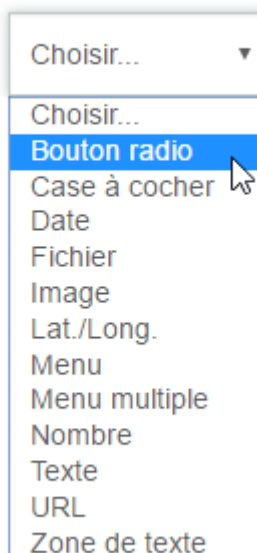 Choisir...
Choisir...
Bouton radio
Case à cocher
Date
Fichier
Image
Lat./Long.
Menu
Menu multiple
Nombre
Texte
URL
Zone de texte